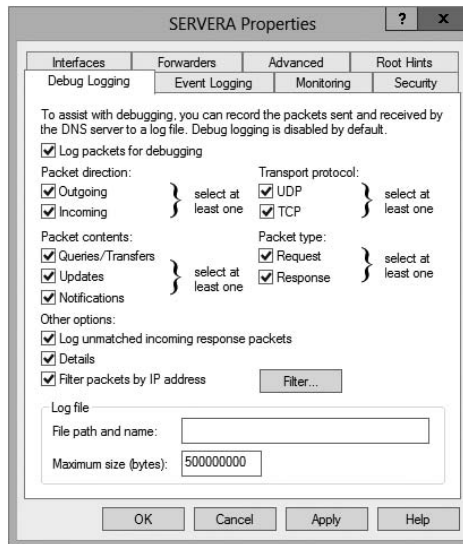 SERVERA Properties
? x
Interfaces Forwarders Advanced Root Hints
Debug Logging Event Logging Monitoring Security
To assist with debugging, you can record the packets sent and received by
the DNS server to a log file. Debug logging is disabled by default.
Log packets for debugging
Packet direction: Transport protocol:
Outgoing UDP
select at least one
select at least one
Incoming TCP
Packet contents: Packet type:
Queries/Transfers Request
Updates Response
select at least one
select at least one
Notifications
Other options:
Log unmatched incoming response packets
Details
Filter packets by IP address Filter...
Log file
File path and name:
Maximum size (bytes): 500000000
OK Cancel Apply Help